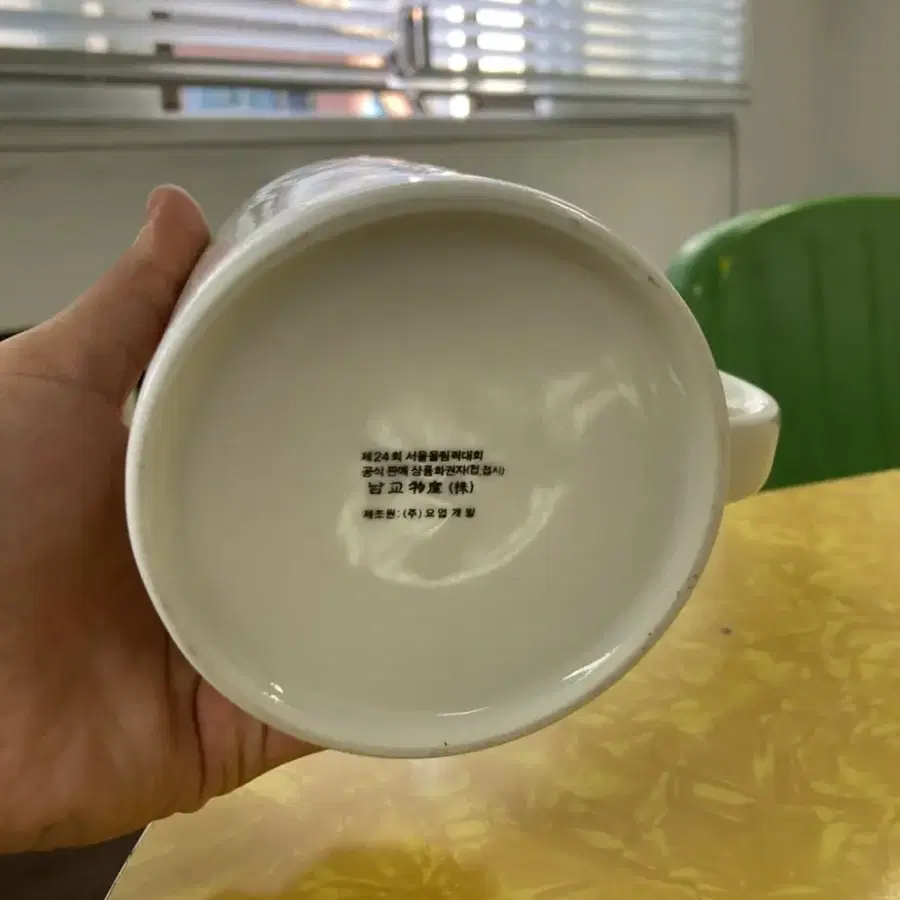 제24회 서울올림픽대회
공식 판매 상품화권자(컵,접시)
남교物産(株)
제조원: (주)요업개발